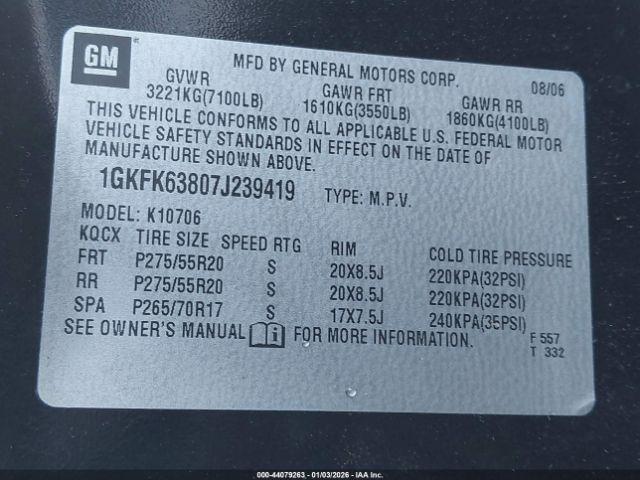 GM
MFD BY GENERAL MOTORS CORP.
08/06
GVWR GAWR FRT GAWR RR
3221KG(7100LB) 1610KG(3550LB) 1860KG(4100LB)
THIS VEHICLE CONFORMS TO ALL APPLICABLE U.S. FEDERAL MOTOR
VEHICLE SAFETY STANDARDS IN EFFECT ON THE DATE OF
MANUFACTURE SHOWN ABOVE.
1GKFK63807J239419 TYPE: M.P.V.
MODEL: K10706
KQCX TIRE SIZE SPEED RTG RIM COLD TIRE PRESSURE
FRT P275/55R20 S 20X8.5J 220KPA(32PSI)
RR P275/55R20 S 20X8.5J 220KPA(32PSI)
SPA P265/70R17 S 17X7.5J 240KPA(35PSI)
SEE OWNER'S MANUAL i FOR MORE INFORMATION.
F 557
T 332
000-44079263 - 01/03/2026 - IAAI.com